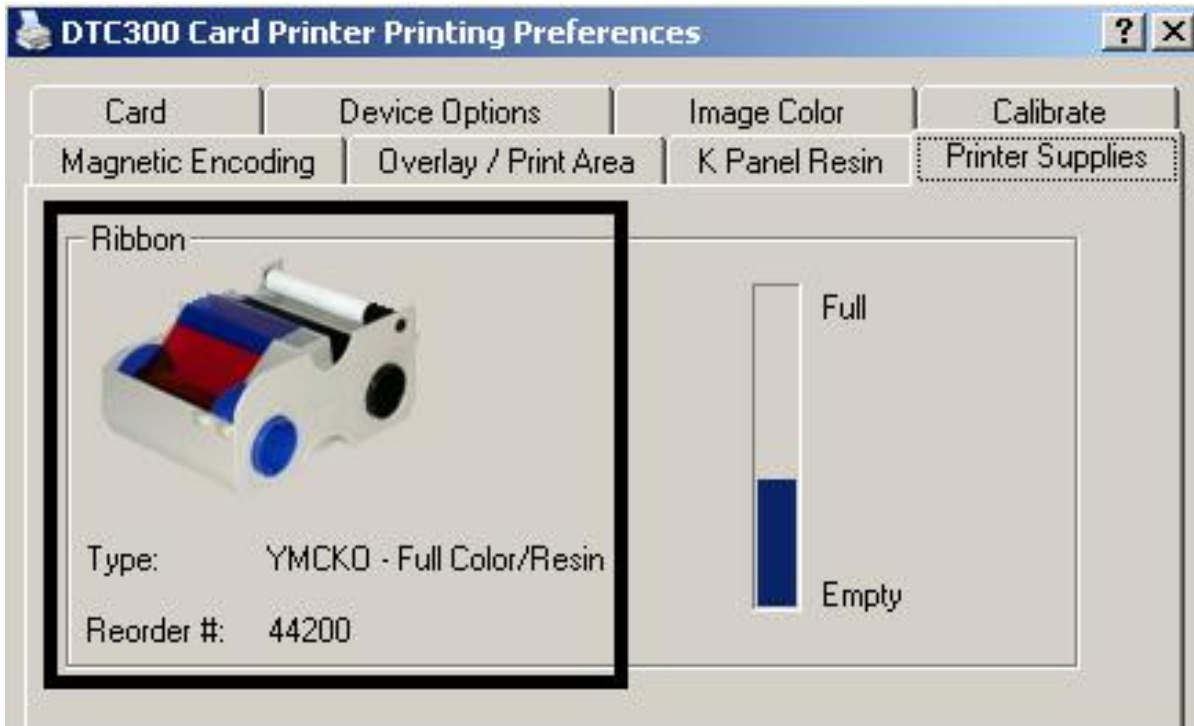 DTC300 Card Printer Printing Preferences ? X
Card Device Options Image Color Calibrate
Magnetic Encoding Overlay / Print Area K Panel Resin Printer Supplies
Ribbon
Full
Type: YMCKO - Full Color/Resin
Empty
Reorder #: 44200